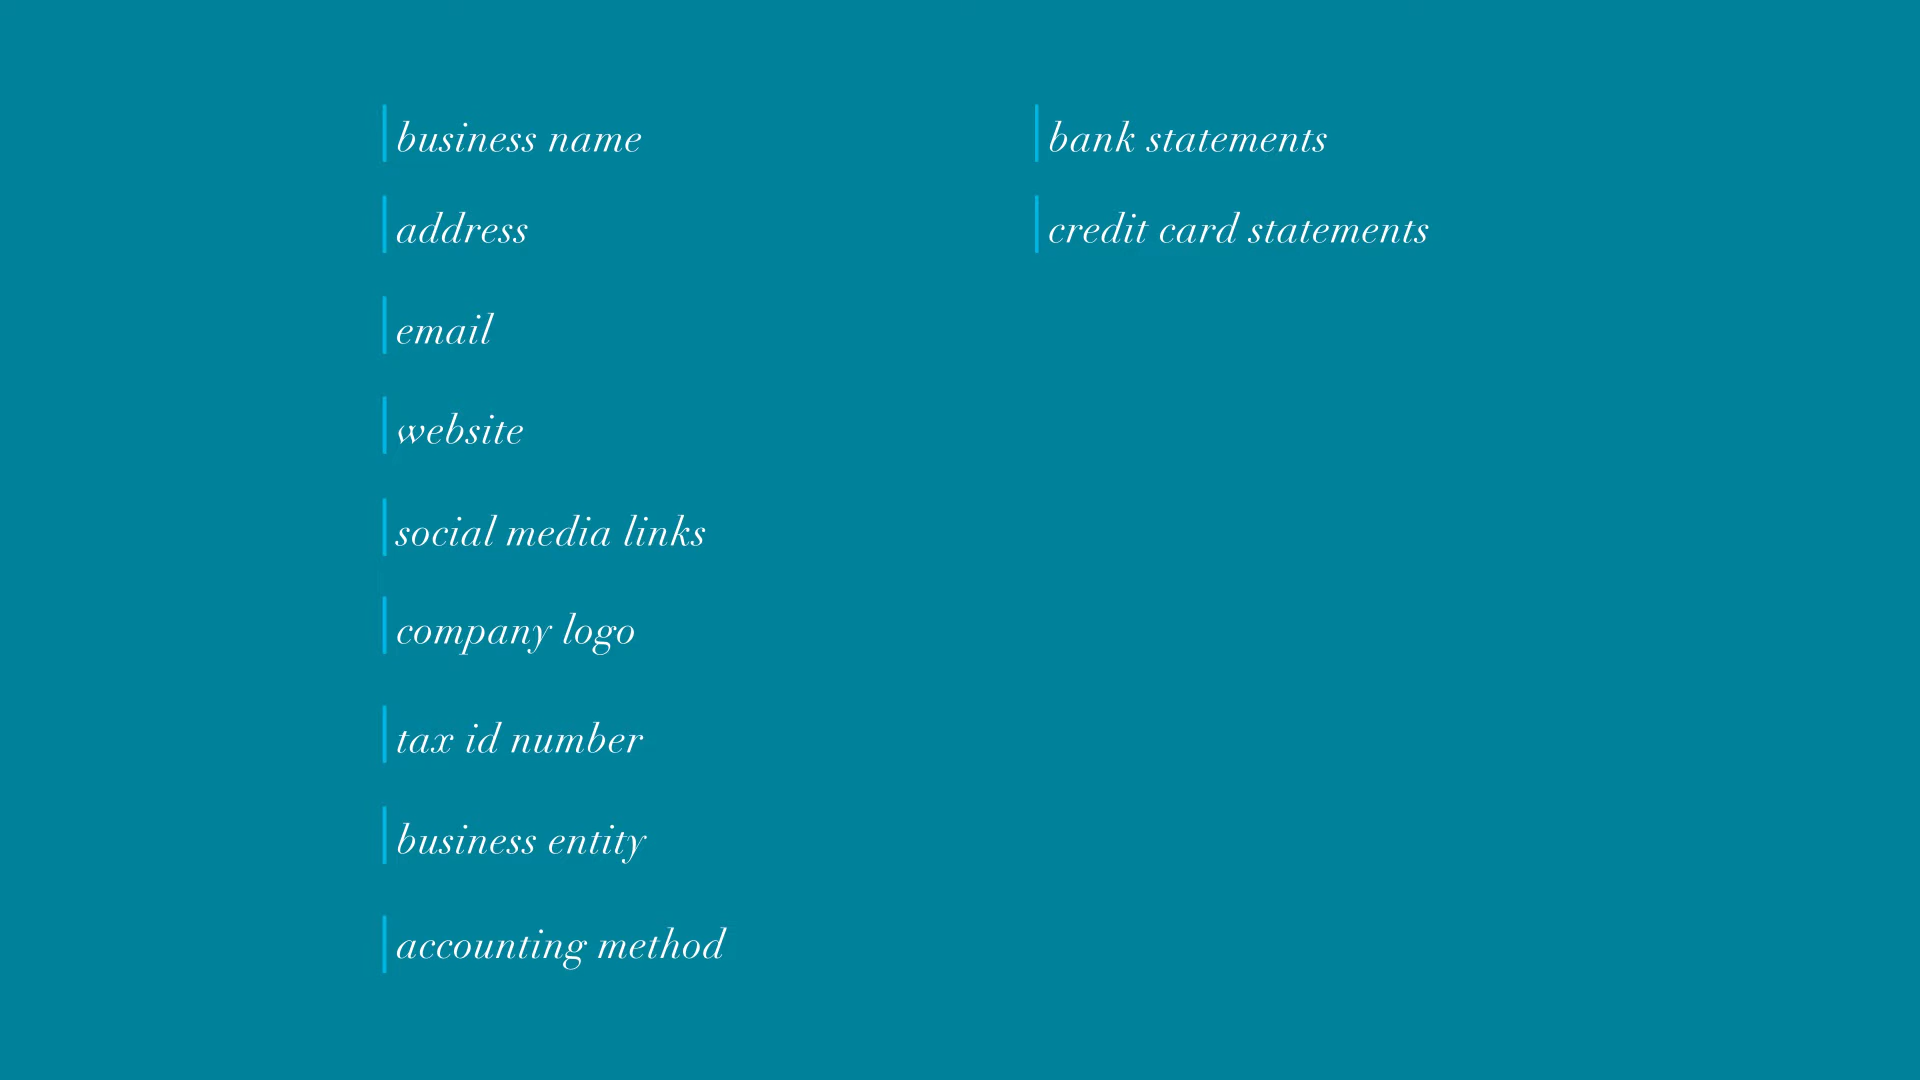 business name
address
email
website
social media links
company logo
tax id number
business entity
accounting method
bank statements
credit card statements